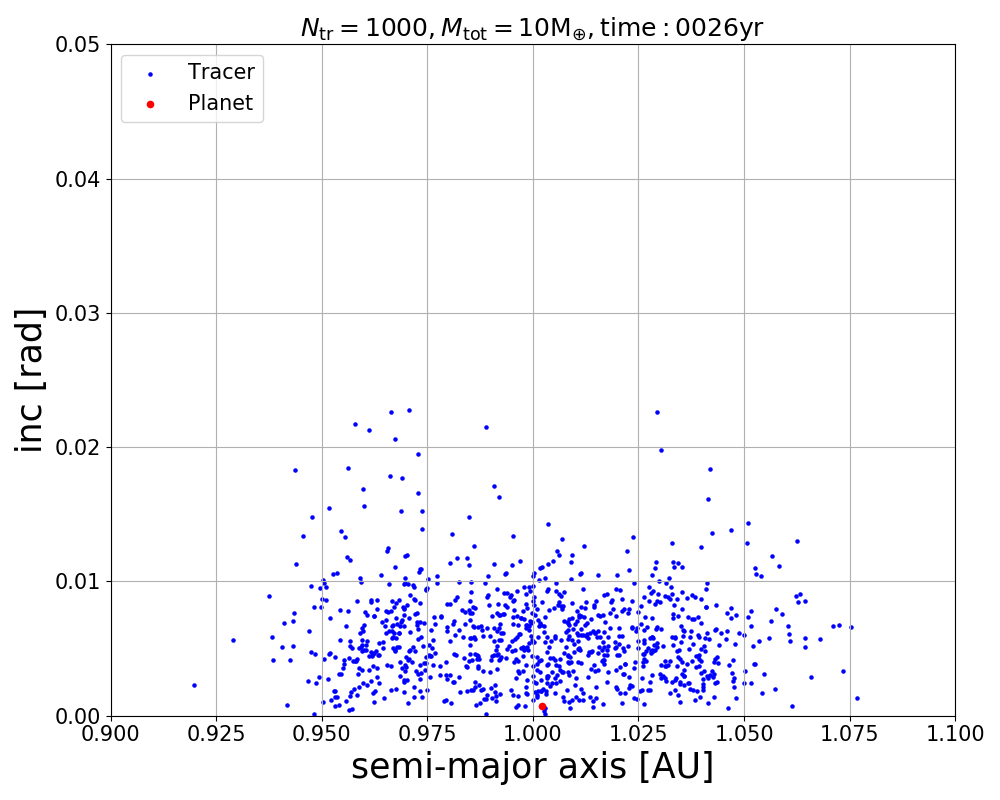 N_tr = 1000, M_tot = 10M_⊕, time : 0026yr
Tracer
Planet
0.05
0.04
0.03
0.02
0.01
0.00
inc [rad]
0.900 0.925 0.950 0.975 1.000 1.025 1.050 1.075 1.100
semi-major axis [AU]